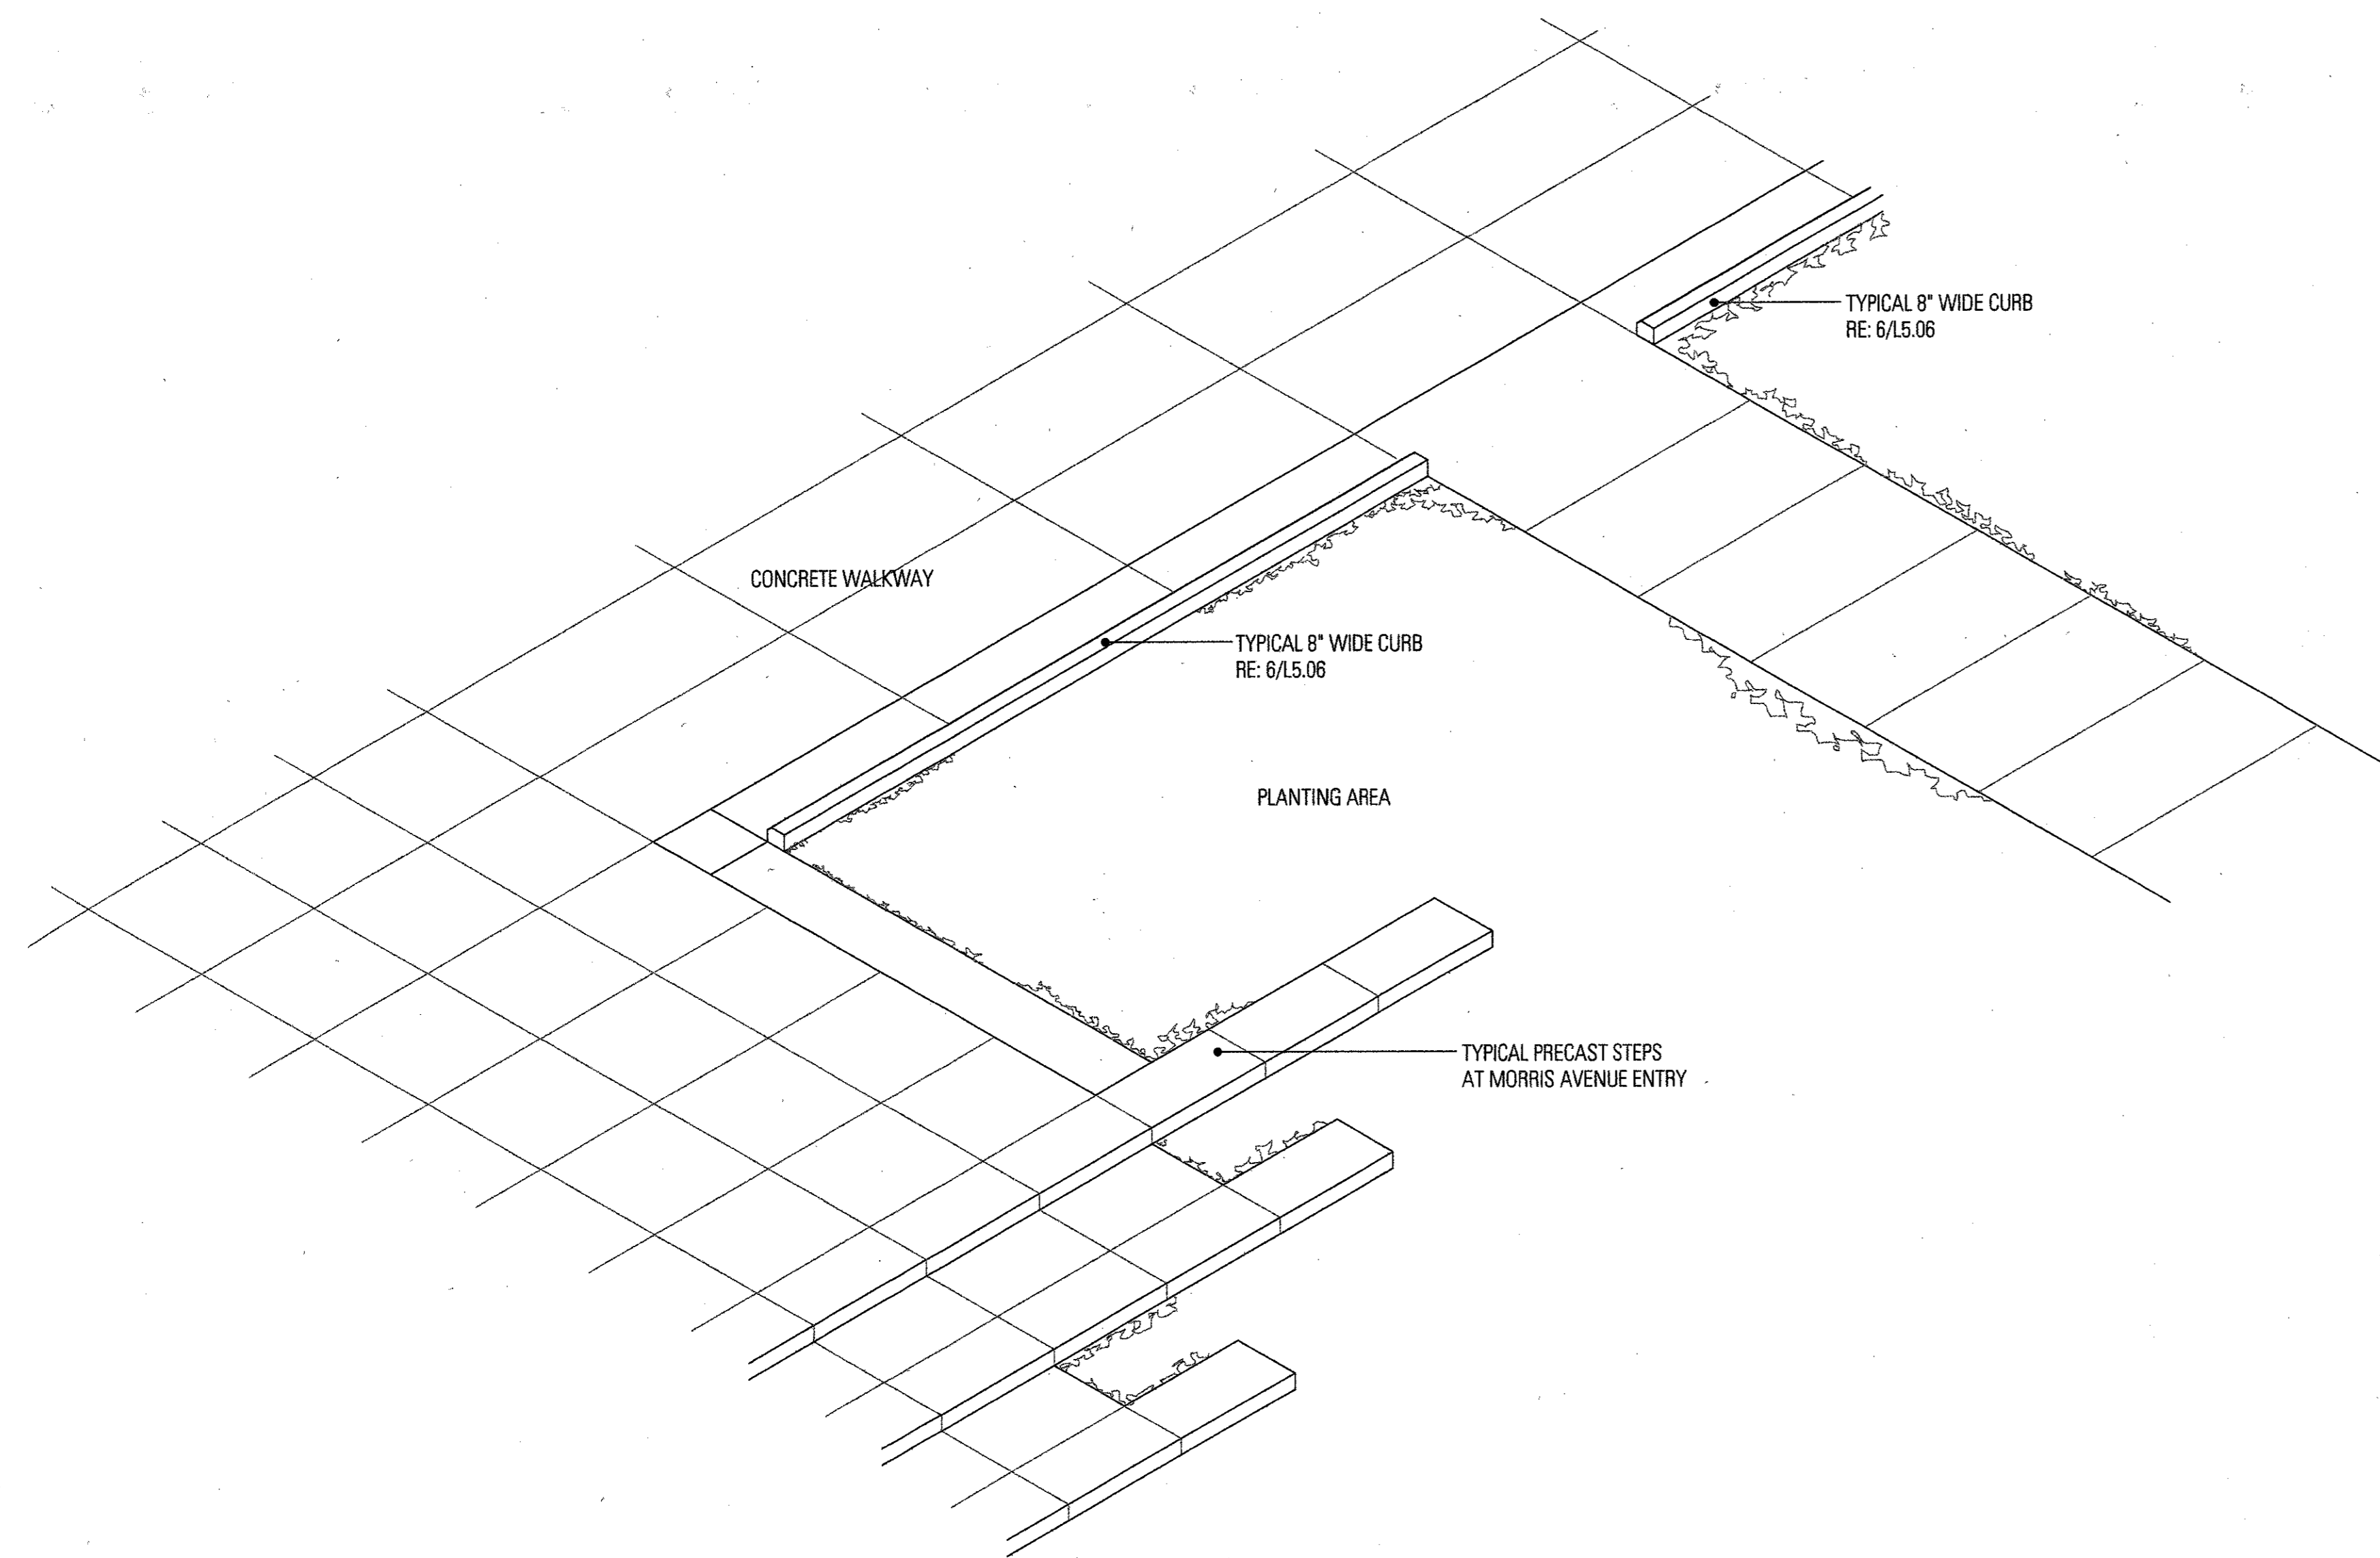 TYPICAL 8" WIDE CURB
RE: 6/L5.06
CONCRETE WALKWAY
TYPICAL 8" WIDE CURB
RE: 6/L5.06
PLANTING AREA
TYPICAL PRECAST STEPS
AT MORRIS AVENUE ENTRY